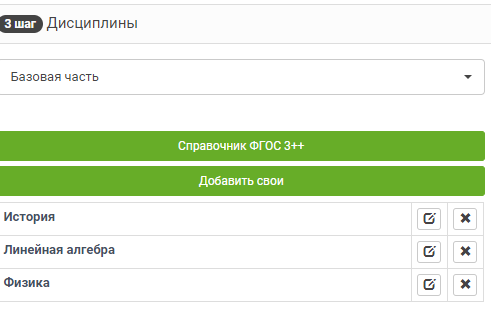 3 шаг Дисциплины
Базовая часть
Справочник ФГОС 3++
Добавить свои
История
Линейная алгебра
Физика